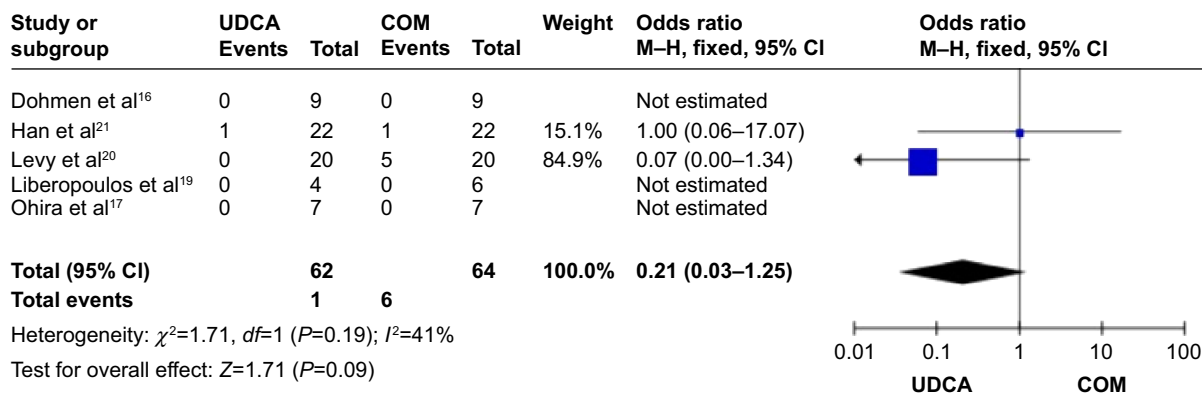 Study or subgroup UDCA Events Total COM Events Total Weight Odds ratio M–H, fixed, 95% CI Odds ratio M–H, fixed, 95% CI
Dohmen et al16 0 9 0 9 Not estimated
Han et al21 1 22 1 22 15.1% 1.00 (0.06–17.07)
Levy et al20 0 20 5 20 84.9% 0.07 (0.00–1.34)
Liberopoulos et al19 0 4 0 6 Not estimated
Ohira et al17 0 7 0 7 Not estimated
Total (95% CI) 62 64 100.0% 0.21 (0.03–1.25)
Total events 1 6
Heterogeneity: χ2=1.71, df=1 (P=0.19); I2=41%
Test for overall effect: Z=1.71 (P=0.09)
0.01 0.1 1 10 100
UDCA COM